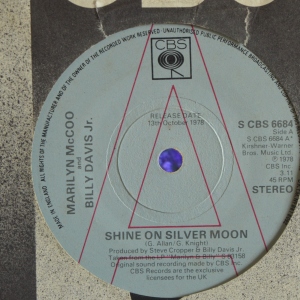 ALL RIGHTS OF THE MANUFACTURER AND OF THE OWNER OF THE RECORDED WORK RESERVED. UNAUTHORISED PUBLIC PERFORMANCE BROADCASTING
MADE IN ENGLAND
CBS
RELEASE DATE
13th October 1978
S CBS 6684
S CBS 6684 A
Kirshner-Warner
Bros. Music Ltd.
℗ 1978
CBS Inc.
3.11
45 RPM
STEREO
MARILYN McCOO
and
BILLY DAVIS Jr.
SHINE ON SILVER MOON
(G. Allan/G. Knight)
Produced by Steve Cropper & Billy Davis Jr.
Taken from the LP "Marilyn & Billy"
Original sound recording made by CBS Inc.
CBS Records are the exclusive
licensees for the UK